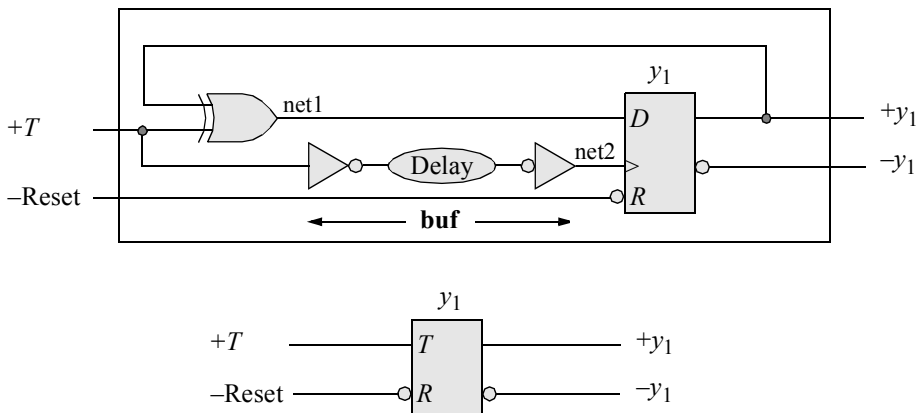 y1
net1
+T
D
+y1
net2
Delay
−y1
−Reset
R
buf
y1
+T
T
+y1
−Reset
R
−y1